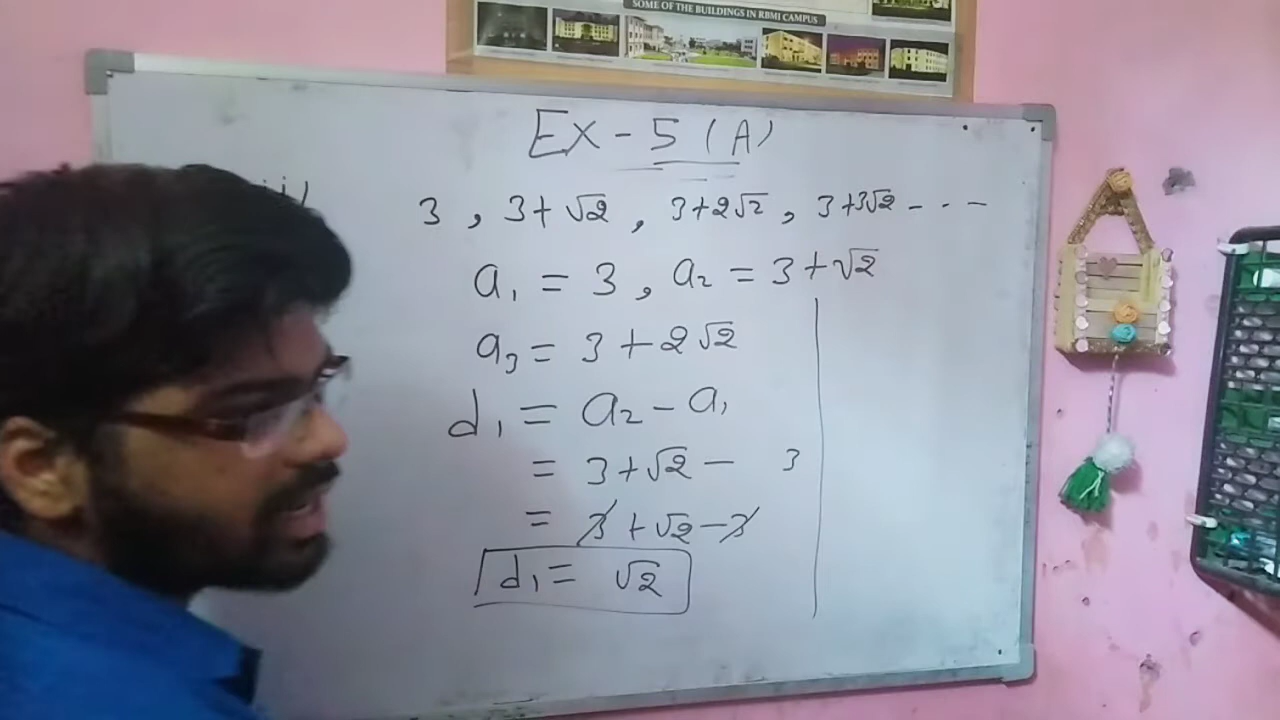 SOME OF THE BUILDINGS IN RBMI CAMPUS
EX - 5 (A)
3 , 3+√2 , 3+2√2 , 3+3√2 - - -
a₁ = 3 , a₂ = 3+√2
a₃ = 3+2√2
d₁ = a₂ - a₁
= 3+√2 - 3
= 3+√2-3
d₁ = √2